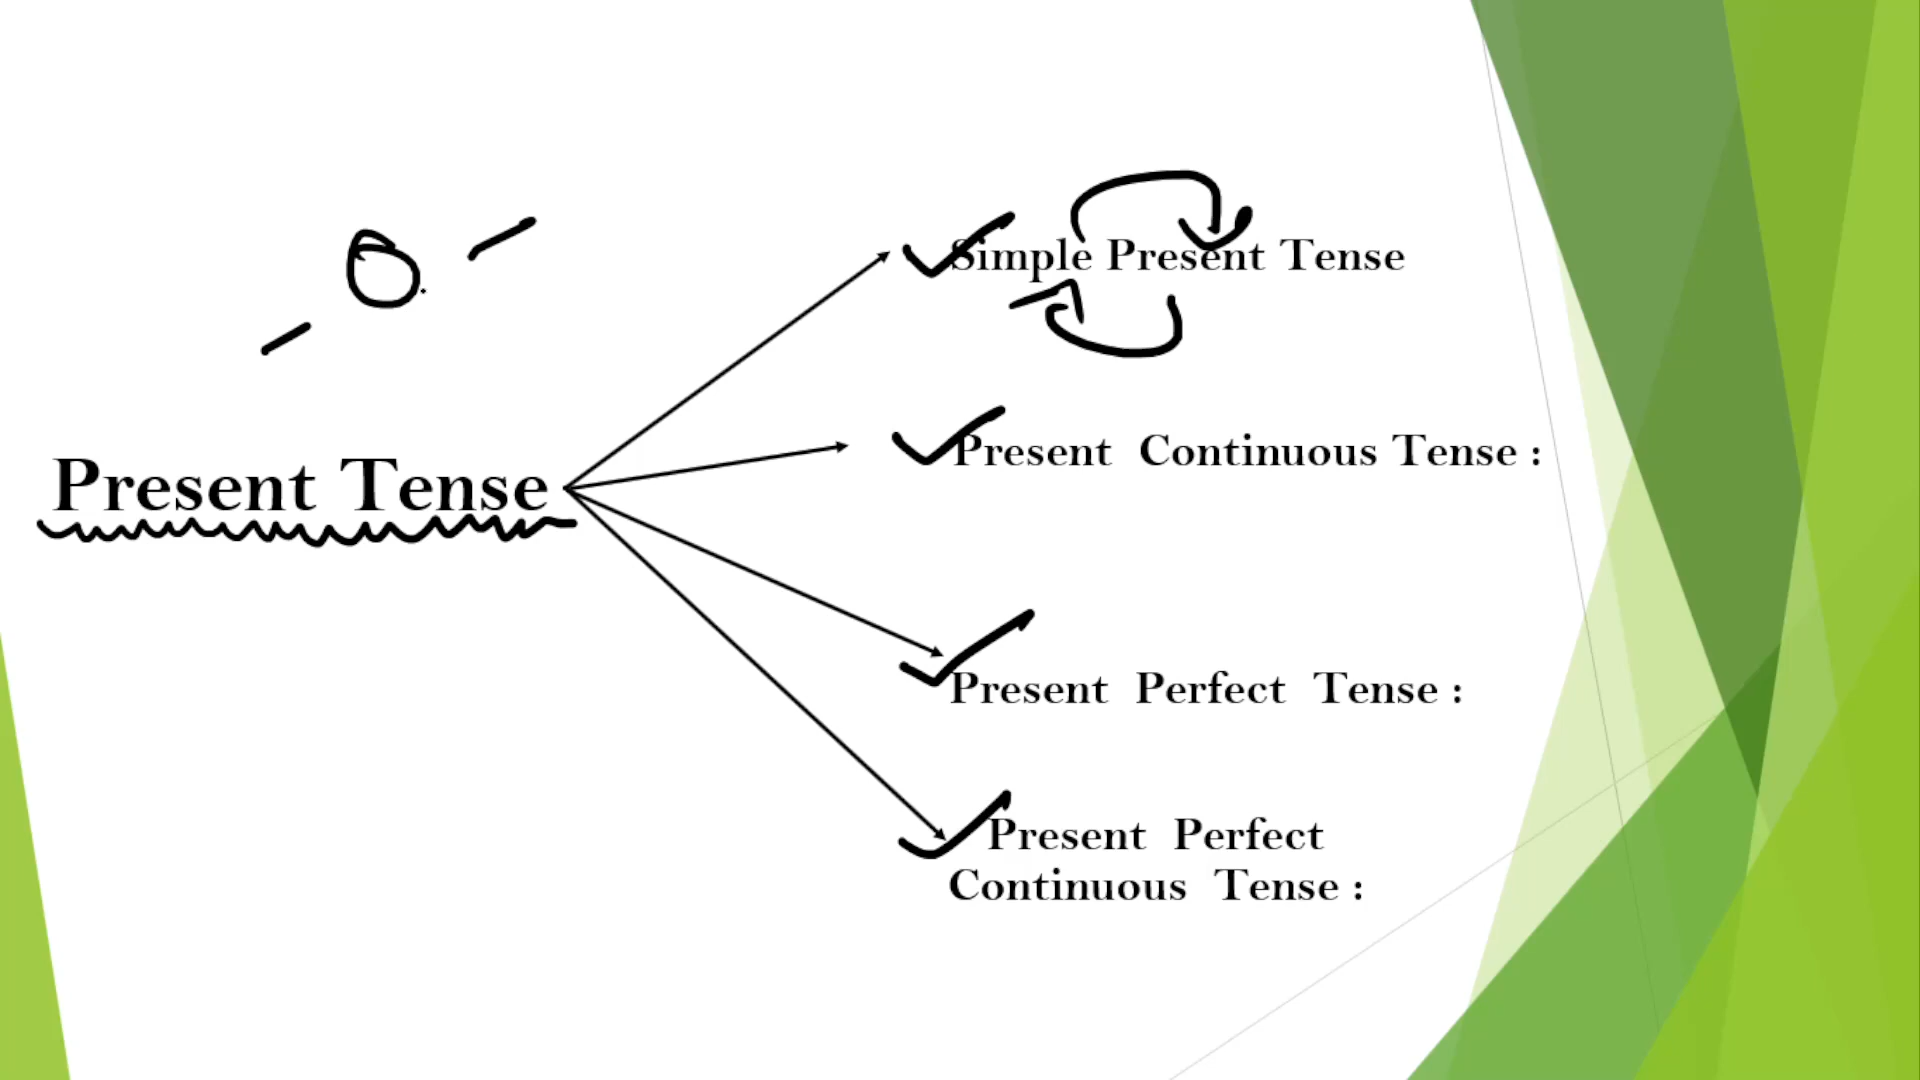 Simple Present Tense
Present Continuous Tense :
Present Tense
Present Perfect Tense :
Present Perfect
Continuous Tense :